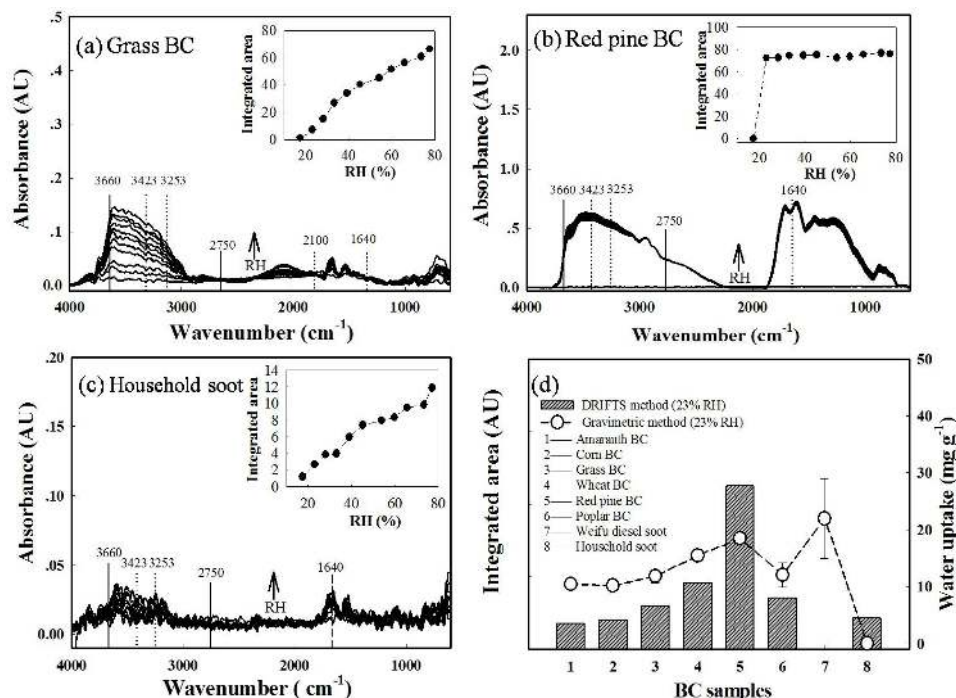 (a) Grass BC
Absorbance (AU)
.5
.4
.3
.2
.1
0.0
Integrated area
80
60
40
20
0
20 40 60 80
RH (%)
3660 3423 3253
2750
RH
2100
1640
4000 3000 2000 1000
Wavenumber (cm-1)
(b) Red pine BC
Absorbance (AU)
2.0
1.5
1.0
.5
0.0
Integrated area
100
80
60
40
20
0
20 40 60 80
RH (%)
3660 3423 3253
2750
RH
1640
4000 3000 2000 1000
Wavenumber (cm-1)
(c) Household soot
Absorbance (AU)
.20
.15
.10
.05
0.00
Integrated area
14
12
10
8
6
4
2
0
20 40 60 80
RH (%)
3660
3423 3253
2750
RH
1640
4000 3000 2000 1000
Wavenumber (cm-1)
(d)
DRIFTS method (23% RH)
Gravimetric method (23% RH)
1 Amaranth BC
2 Corn BC
3 Grass BC
4 Wheat BC
5 Red pine BC
6 Poplar BC
7 Weifu diesel soot
8 Household soot
Integrated area (AU)
Water uptake (mg g-1)
50
40
30
20
10
0
1 2 3 4 5 6 7 8
BC samples